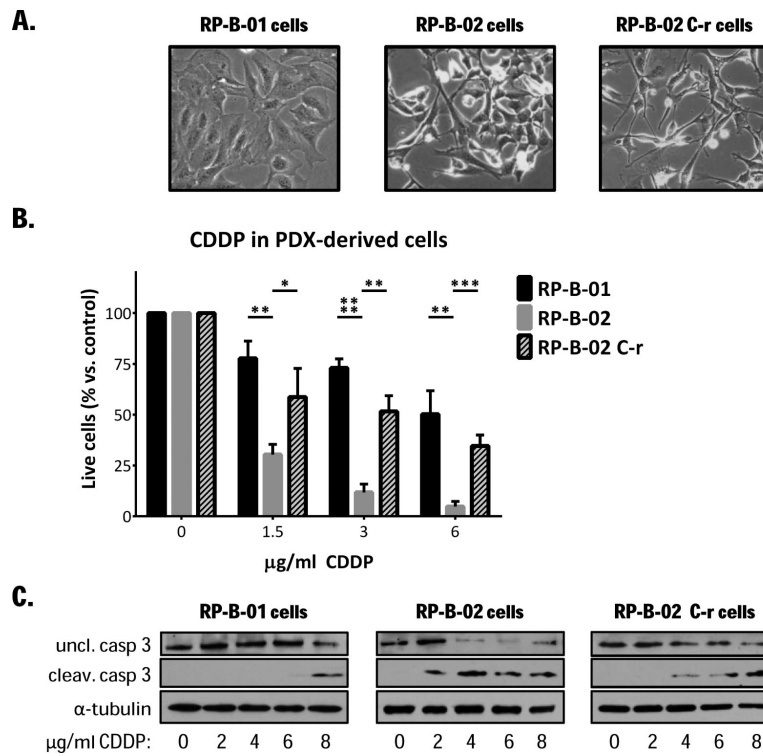 A.
RP-B-01 cells RP-B-02 cells RP-B-02 C-r cells
B.
CDDP in PDX-derived cells
* ** ***
** ** ** **
RP-B-01
RP-B-02
RP-B-02 C-r
Live cells (% vs. control)
100
75
50
25
0
0 1.5 3 6
µg/ml CDDP
C.
RP-B-01 cells RP-B-02 cells RP-B-02 C-r cells
uncl. casp 3
cleav. casp 3
α-tubulin
µg/ml CDDP: 0 2 4 6 8 0 2 4 6 8 0 2 4 6 8